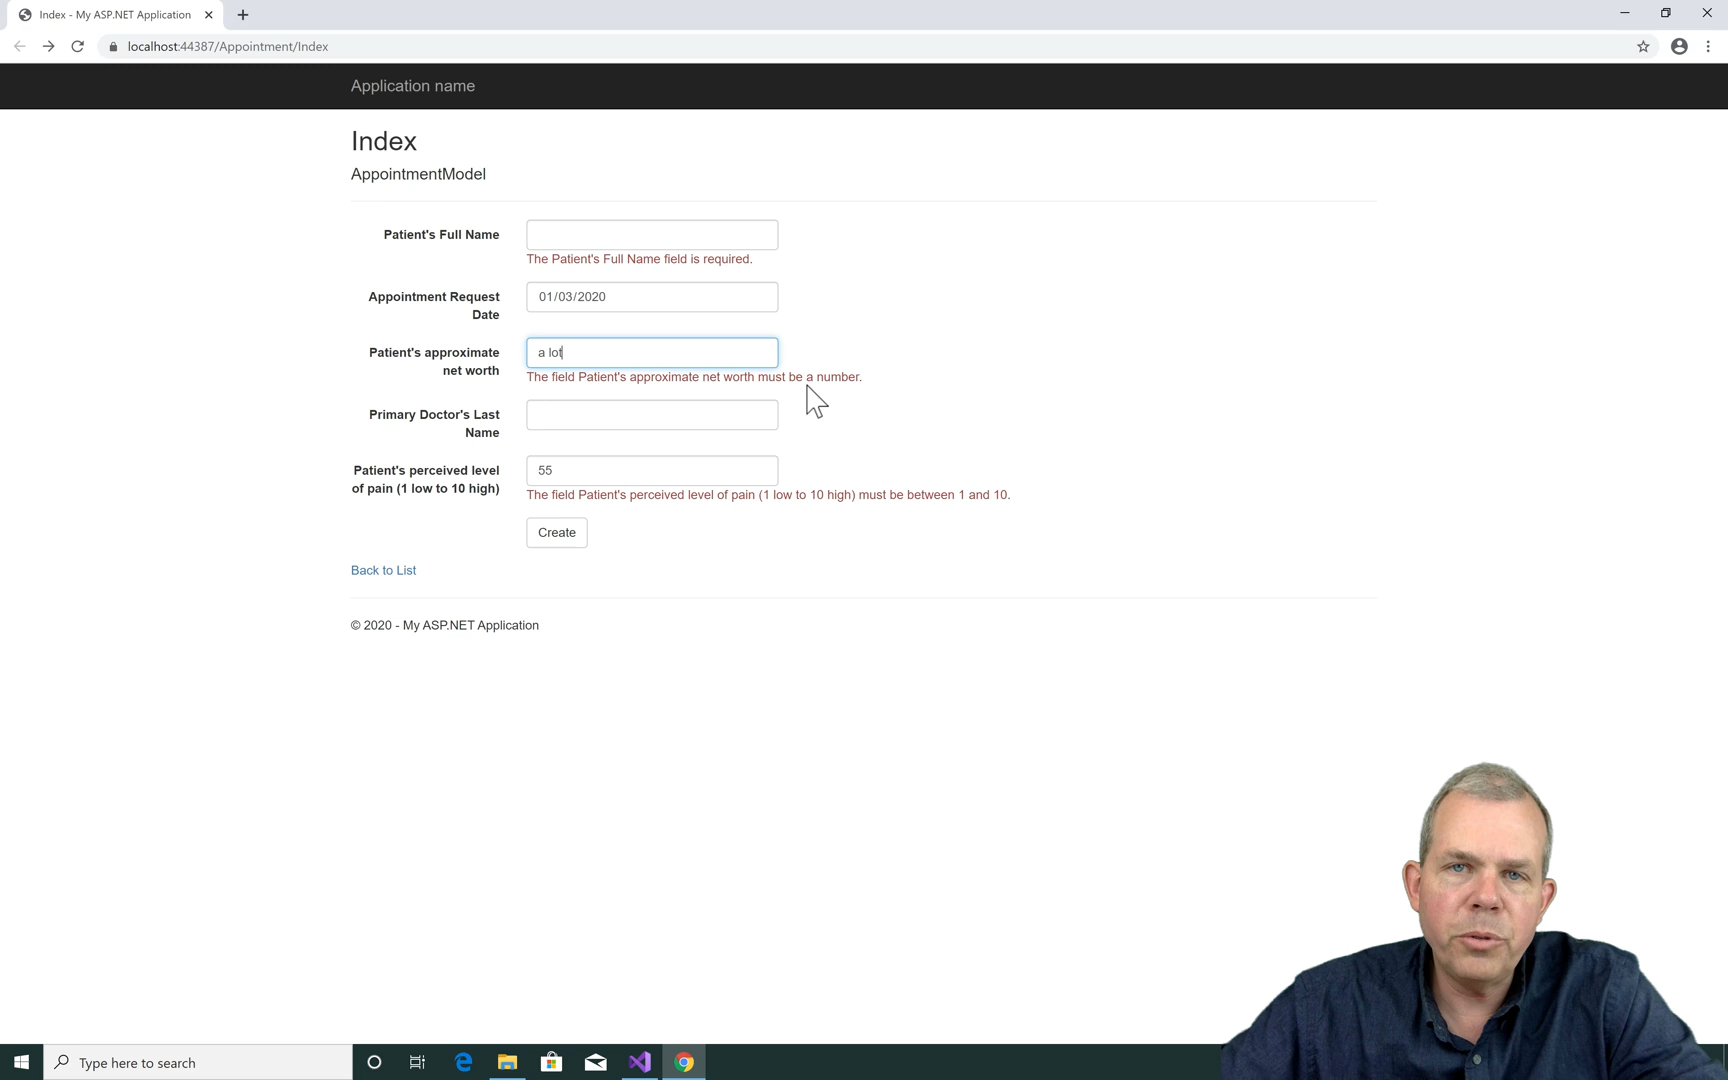 Index - My ASP.NET Application
localhost:44387/Appointment/Index
Application name
Index
AppointmentModel
Patient's Full Name
The Patient's Full Name field is required.
Appointment Request
Date
01/03/2020
Patient's approximate
net worth
a lot
The field Patient's approximate net worth must be a number.
Primary Doctor's Last
Name
Patient's perceived level
of pain (1 low to 10 high)
55
The field Patient's perceived level of pain (1 low to 10 high) must be between 1 and 10.
Create
Back to List
© 2020 - My ASP.NET Application
Type here to search